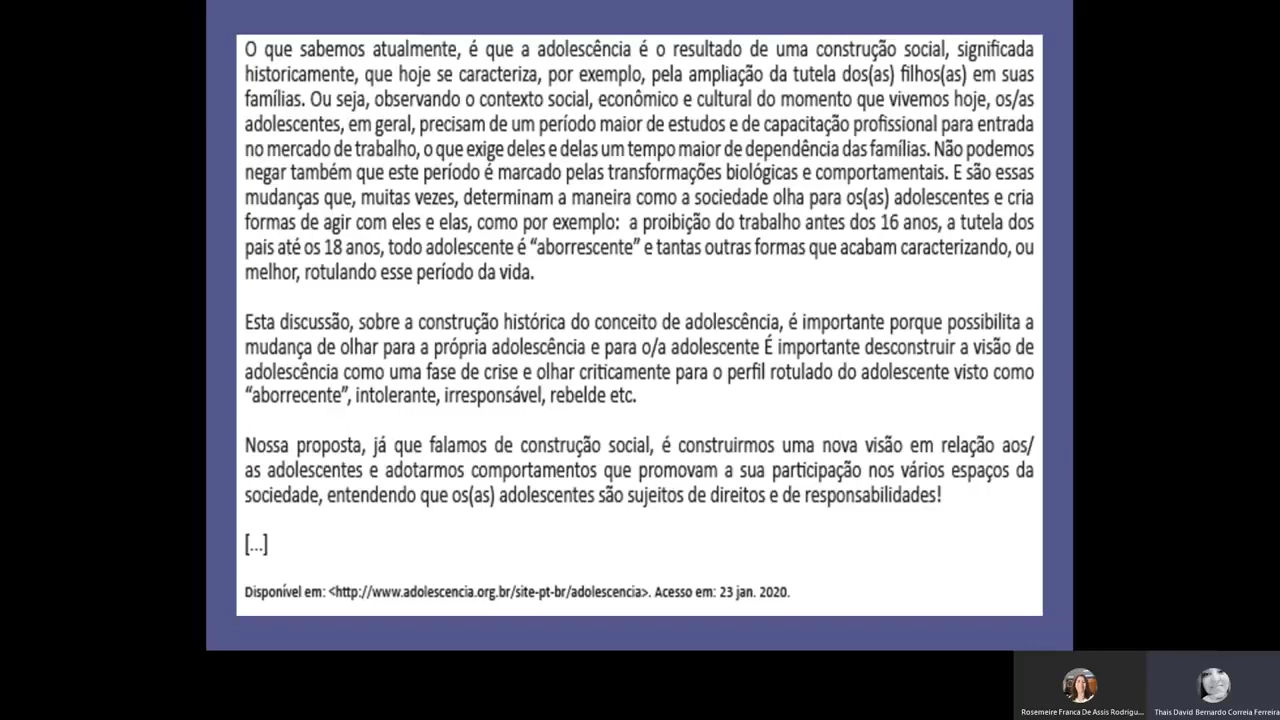 O que sabemos atualmente, é que a adolescência é o resultado de uma construção social, significada
historicamente, que hoje se caracteriza, por exemplo, pela ampliação da tutela dos(as) filhos(as) em suas
famílias. Ou seja, observando o contexto social, econômico e cultural do momento que vivemos hoje, os/as
adolescentes, em geral, precisam de um período maior de estudos e de capacitação profissional para entrada
no mercado de trabalho, o que exige deles e delas um tempo maior de dependência das famílias. Não podemos
negar também que este período é marcado pelas transformações biológicas e comportamentais. E são essas
mudanças que, muitas vezes, determinam a maneira como a sociedade olha para os(as) adolescentes e cria
formas de agir com eles e elas, como por exemplo: a proibição do trabalho antes dos 16 anos, a tutela dos
pais até os 18 anos, todo adolescente é “aborrescente” e tantas outras formas que acabam caracterizando, ou
melhor, rotulando esse período da vida.
Esta discussão, sobre a construção histórica do conceito de adolescência, é importante porque possibilita a
mudança de olhar para a própria adolescência e para o/a adolescente É importante desconstruir a visão de
adolescência como uma fase de crise e olhar criticamente para o perfil rotulado do adolescente visto como
“aborrecente”, intolerante, irresponsável, rebelde etc.
Nossa proposta, já que falamos de construção social, é construirmos uma nova visão em relação aos/
as adolescentes e adotarmos comportamentos que promovam a sua participação nos vários espaços da
sociedade, entendendo que os(as) adolescentes são sujeitos de direitos e de responsabilidades!
[...]
Disponível em: <http://www.adolescencia.org.br/site-pt-br/adolescencia>. Acesso em: 23 jan. 2020.
Rosemeire Franca De Assis Rodrigu...
Thais David Bernardo Correia Ferreira